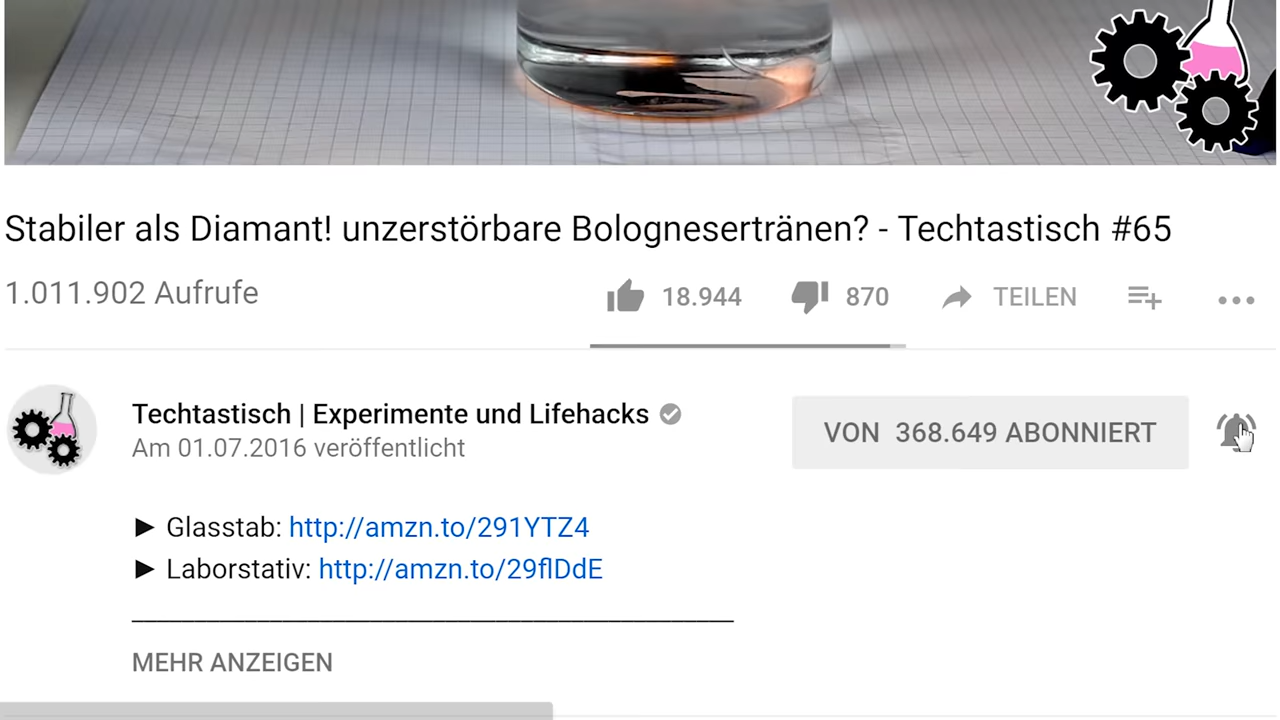 Stabiler als Diamant! unzerstörbare Bolognesertränen? - Techtastisch #65
1.011.902 Aufrufe
18.944
870
TEILEN
Techtastisch | Experimente und Lifehacks
Am 01.07.2016 veröffentlicht
VON 368.649 ABONNIERT
► Glasstab: http://amzn.to/291YTZ4
► Laborstativ: http://amzn.to/29flDdE
MEHR ANZEIGEN